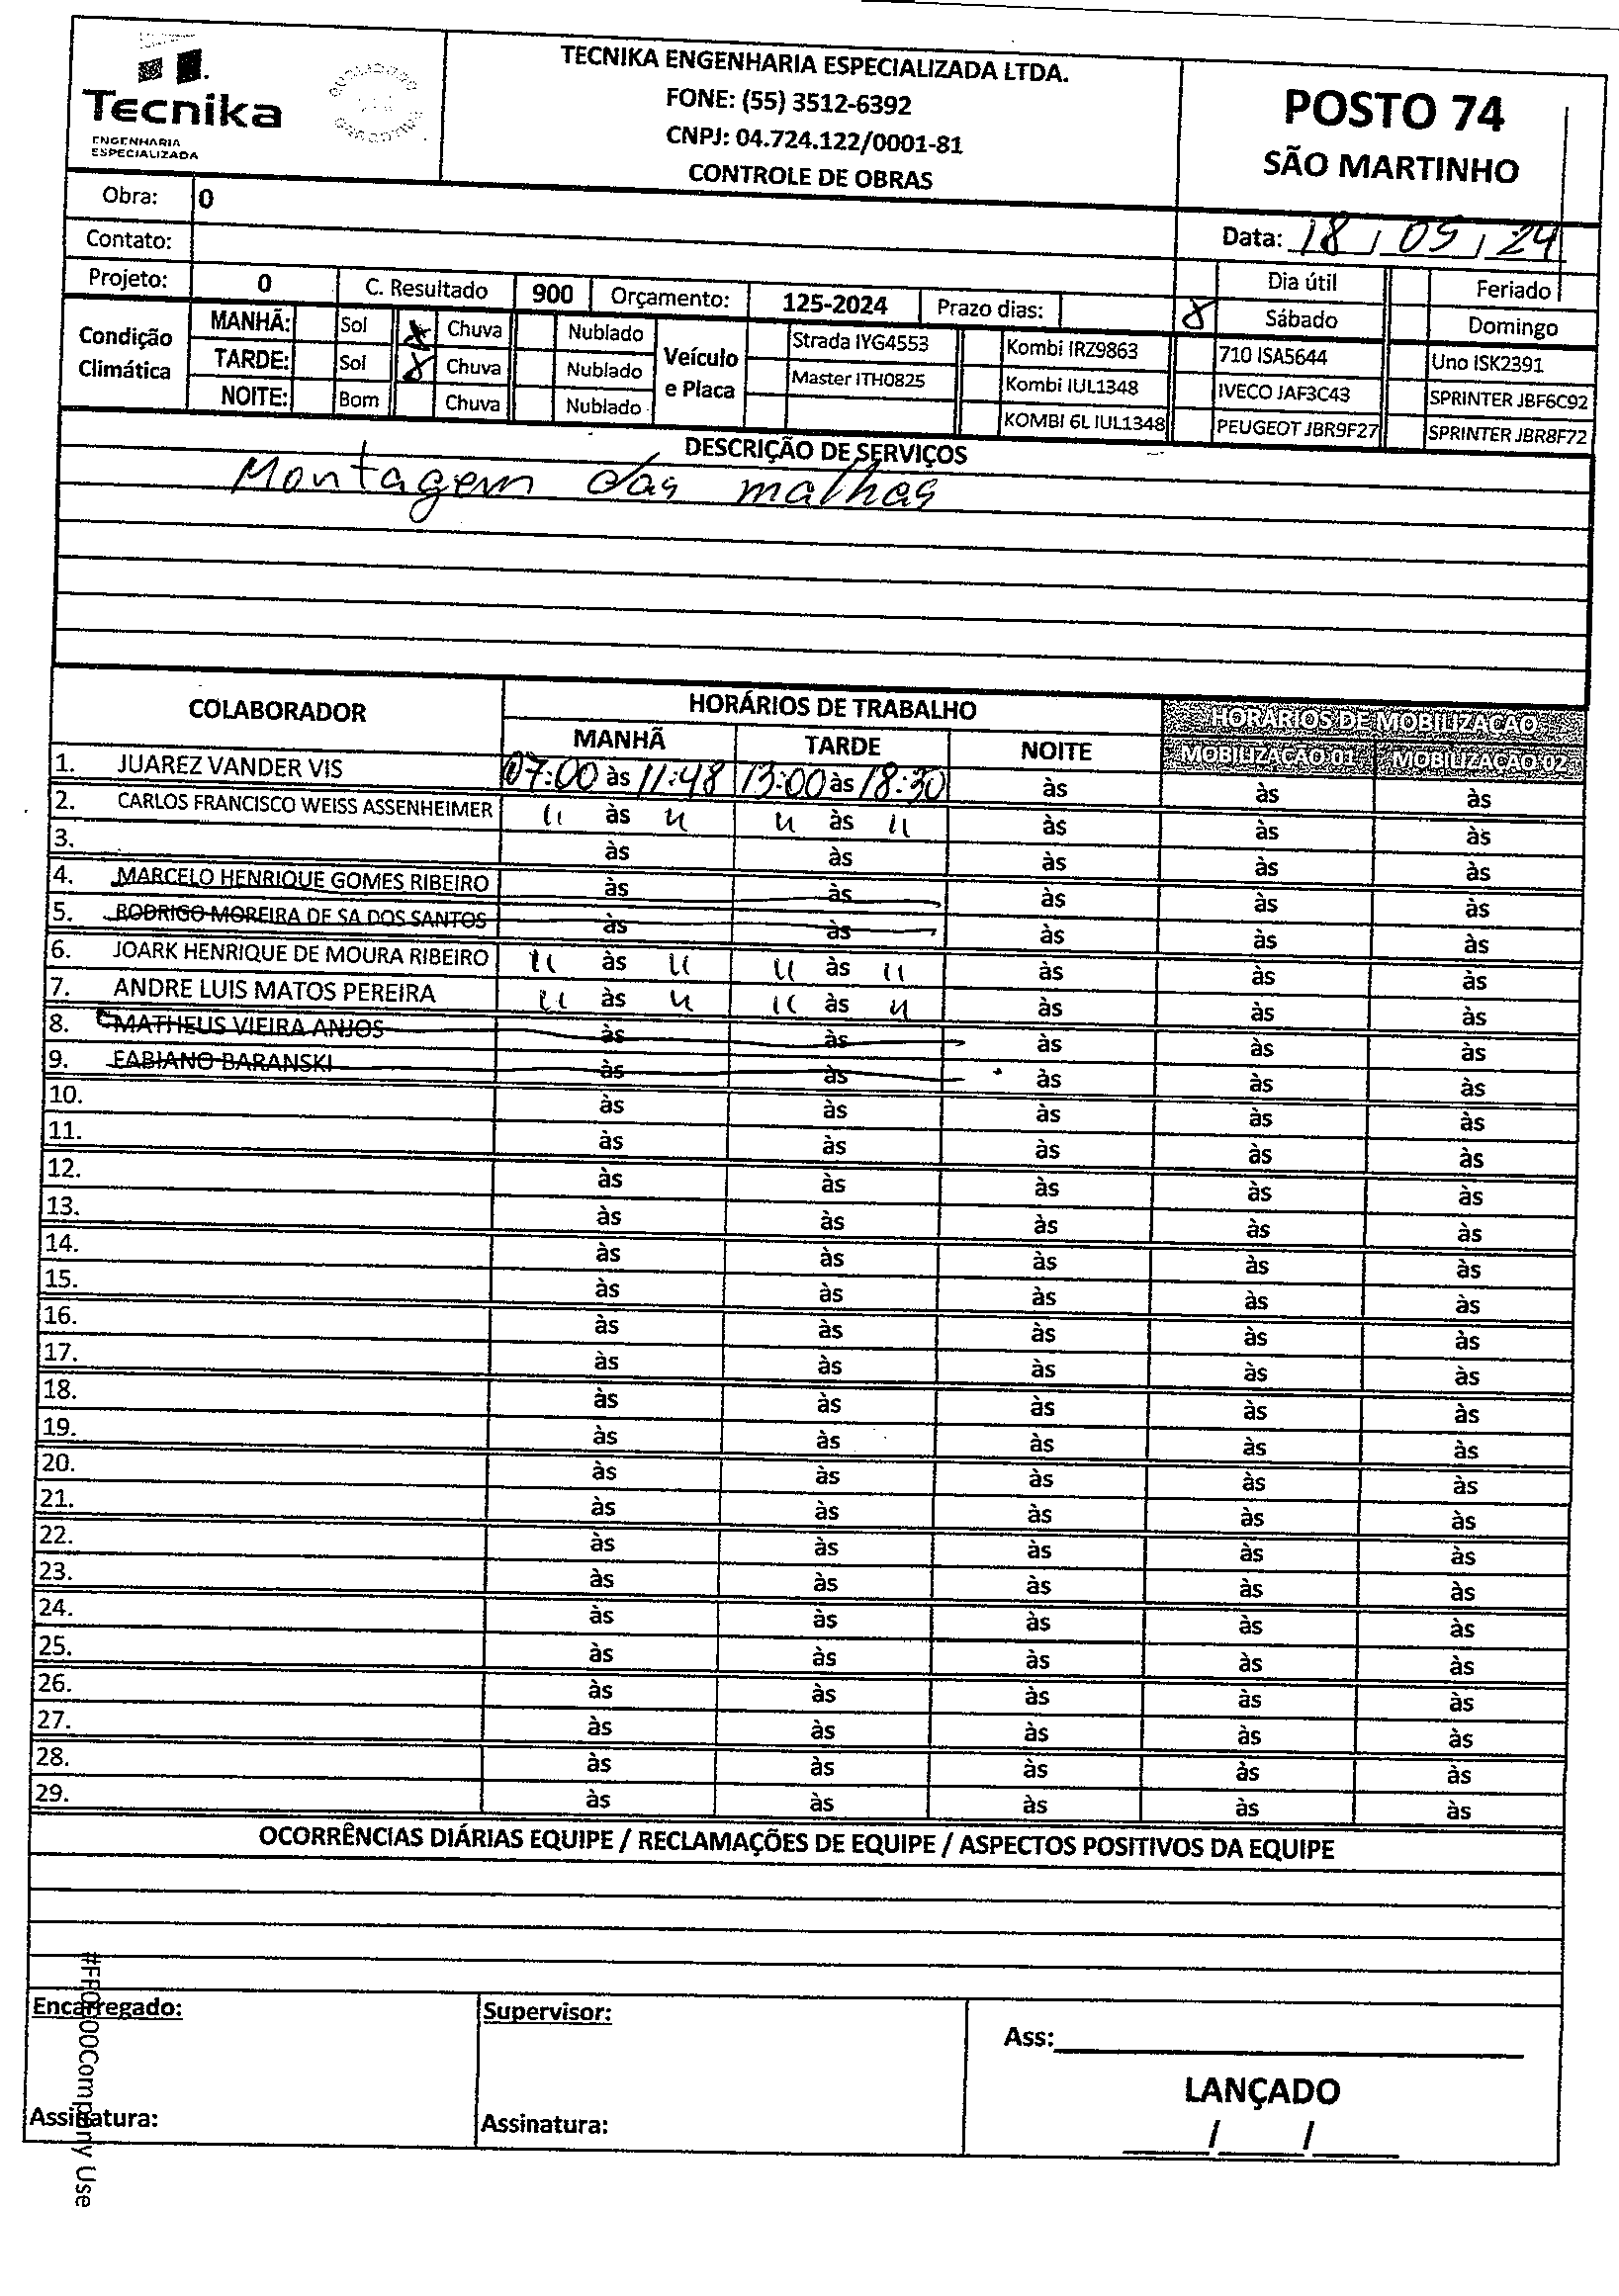 Tecnika
ENGENHARIA
ESPECIALIZADA
TECNIKA ENGENHARIA ESPECIALIZADA LTDA.
FONE: (55) 3512-6392
CNPJ: 04.724.122/0001-81
CONTROLE DE OBRAS
POSTO 74
SÃO MARTINHO
Obra: 0
Contato:
Data: 18 / 05 / 24
Projeto: 0 C. Resultado 900 Orçamento: 125-2024 Prazo dias:
Dia útil Feriado
X Sábado Domingo
Condição Climática
MANHÃ: Sol X Chuva Nublado
TARDE: Sol X Chuva Nublado
NOITE: Bom Chuva Nublado
Veículo e Placa
Strada IYG4553 Kombi IRZ9863 710 ISA5644 Uno ISK2391
Master ITH0825 Kombi IUL1348 IVECO JAF3C43 SPRINTER JBF6C92
KOMBI 6L IUL1348 PEUGEOT JBR9F27 SPRINTER JBR8F72
DESCRIÇÃO DE SERVIÇOS
Montagem das malhas
COLABORADOR HORÁRIOS DE TRABALHO HORÁRIOS DE MOBILIZAÇÃO
MANHÃ TARDE NOITE MOBILIZAÇÃO 01 MOBILIZAÇÃO 02
1. JUAREZ VANDER VIS 07:00 às 11:48 13:00 às 18:30 às às às
2. CARLOS FRANCISCO WEISS ASSENHEIMER " às " " às " às às às
3. às às às às às
4. MARCELO HENRIQUE GOMES RIBEIRO às às às às às
5. RODRIGO MOREIRA DE SA DOS SANTOS às às às às às
6. JOARK HENRIQUE DE MOURA RIBEIRO " às " " às " às às às
7. ANDRE LUIS MATOS PEREIRA " às " " às " às às às
8. MATHEUS VIEIRA ANJOS às às às às às
9. FABIANO BARANSKI às às às às às
10. às às às às às
11. às às às às às
12. às às às às às
13. às às às às às
14. às às às às às
15. às às às às às
16. às às às às às
17. às às às às às
18. às às às às às
19. às às às às às
20. às às às às às
21. às às às às às
22. às às às às às
23. às às às às às
24. às às às às às
25. às às às às às
26. às às às às às
27. às às às às às
28. às às às às às
29. às às às às às
OCORRÊNCIAS DIÁRIAS EQUIPE / RECLAMAÇÕES DE EQUIPE / ASPECTOS POSITIVOS DA EQUIPE
Encarregado:
Supervisor:
Ass:
LANÇADO
/ /
Assinatura:
Assinatura:
Company Use